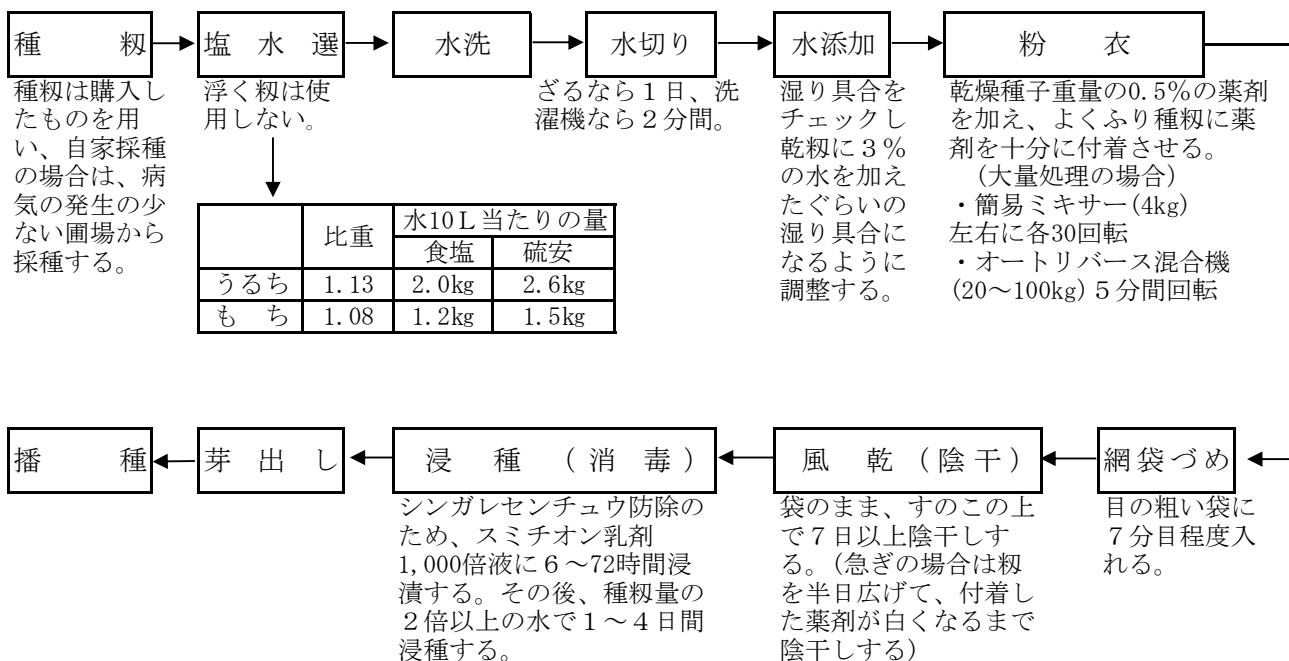 種　　籾
塩　水　選
水洗
水切り
水添加
粉　　衣
種籾は購入し
たものを用
い、自家採種
の場合は、病
気の発生の少
ない圃場から
採種する。
浮く籾は使
用しない。
ざるなら１日、洗
濯機なら２分間。
湿り具合を
チェックし
乾籾に３％
の水を加え
たぐらいの
湿り具合に
なるように
調整する。
乾燥種子重量の0.5%の薬剤
を加え、よくふり種籾に薬
剤を十分に付着させる。
（大量処理の場合）
・簡易ミキサー(4kg)
左右に各30回転
・オートリバース混合機
(20～100kg)５分間回転
比重　水10Ｌ当たりの量
食塩　硫安
うるち　1.13　2.0kg　2.6kg
も　ち　1.08　1.2kg　1.5kg
播　　種
芽　出　し
浸　種　（消　毒）
風　乾（陰干）
網袋づめ
シンガレセンチュウ防除の
ため、スミチオン乳剤
1,000倍液に６～72時間浸
漬する。その後、種籾量の
２倍以上の水で１～４日間
浸種する。
袋のまま、すのこの上
で７日以上陰干しす
る。(急ぎの場合は籾
を半日広げて、付着し
た薬剤が白くなるまで
陰干しする)
目の粗い袋に
７分目程度入
れる。